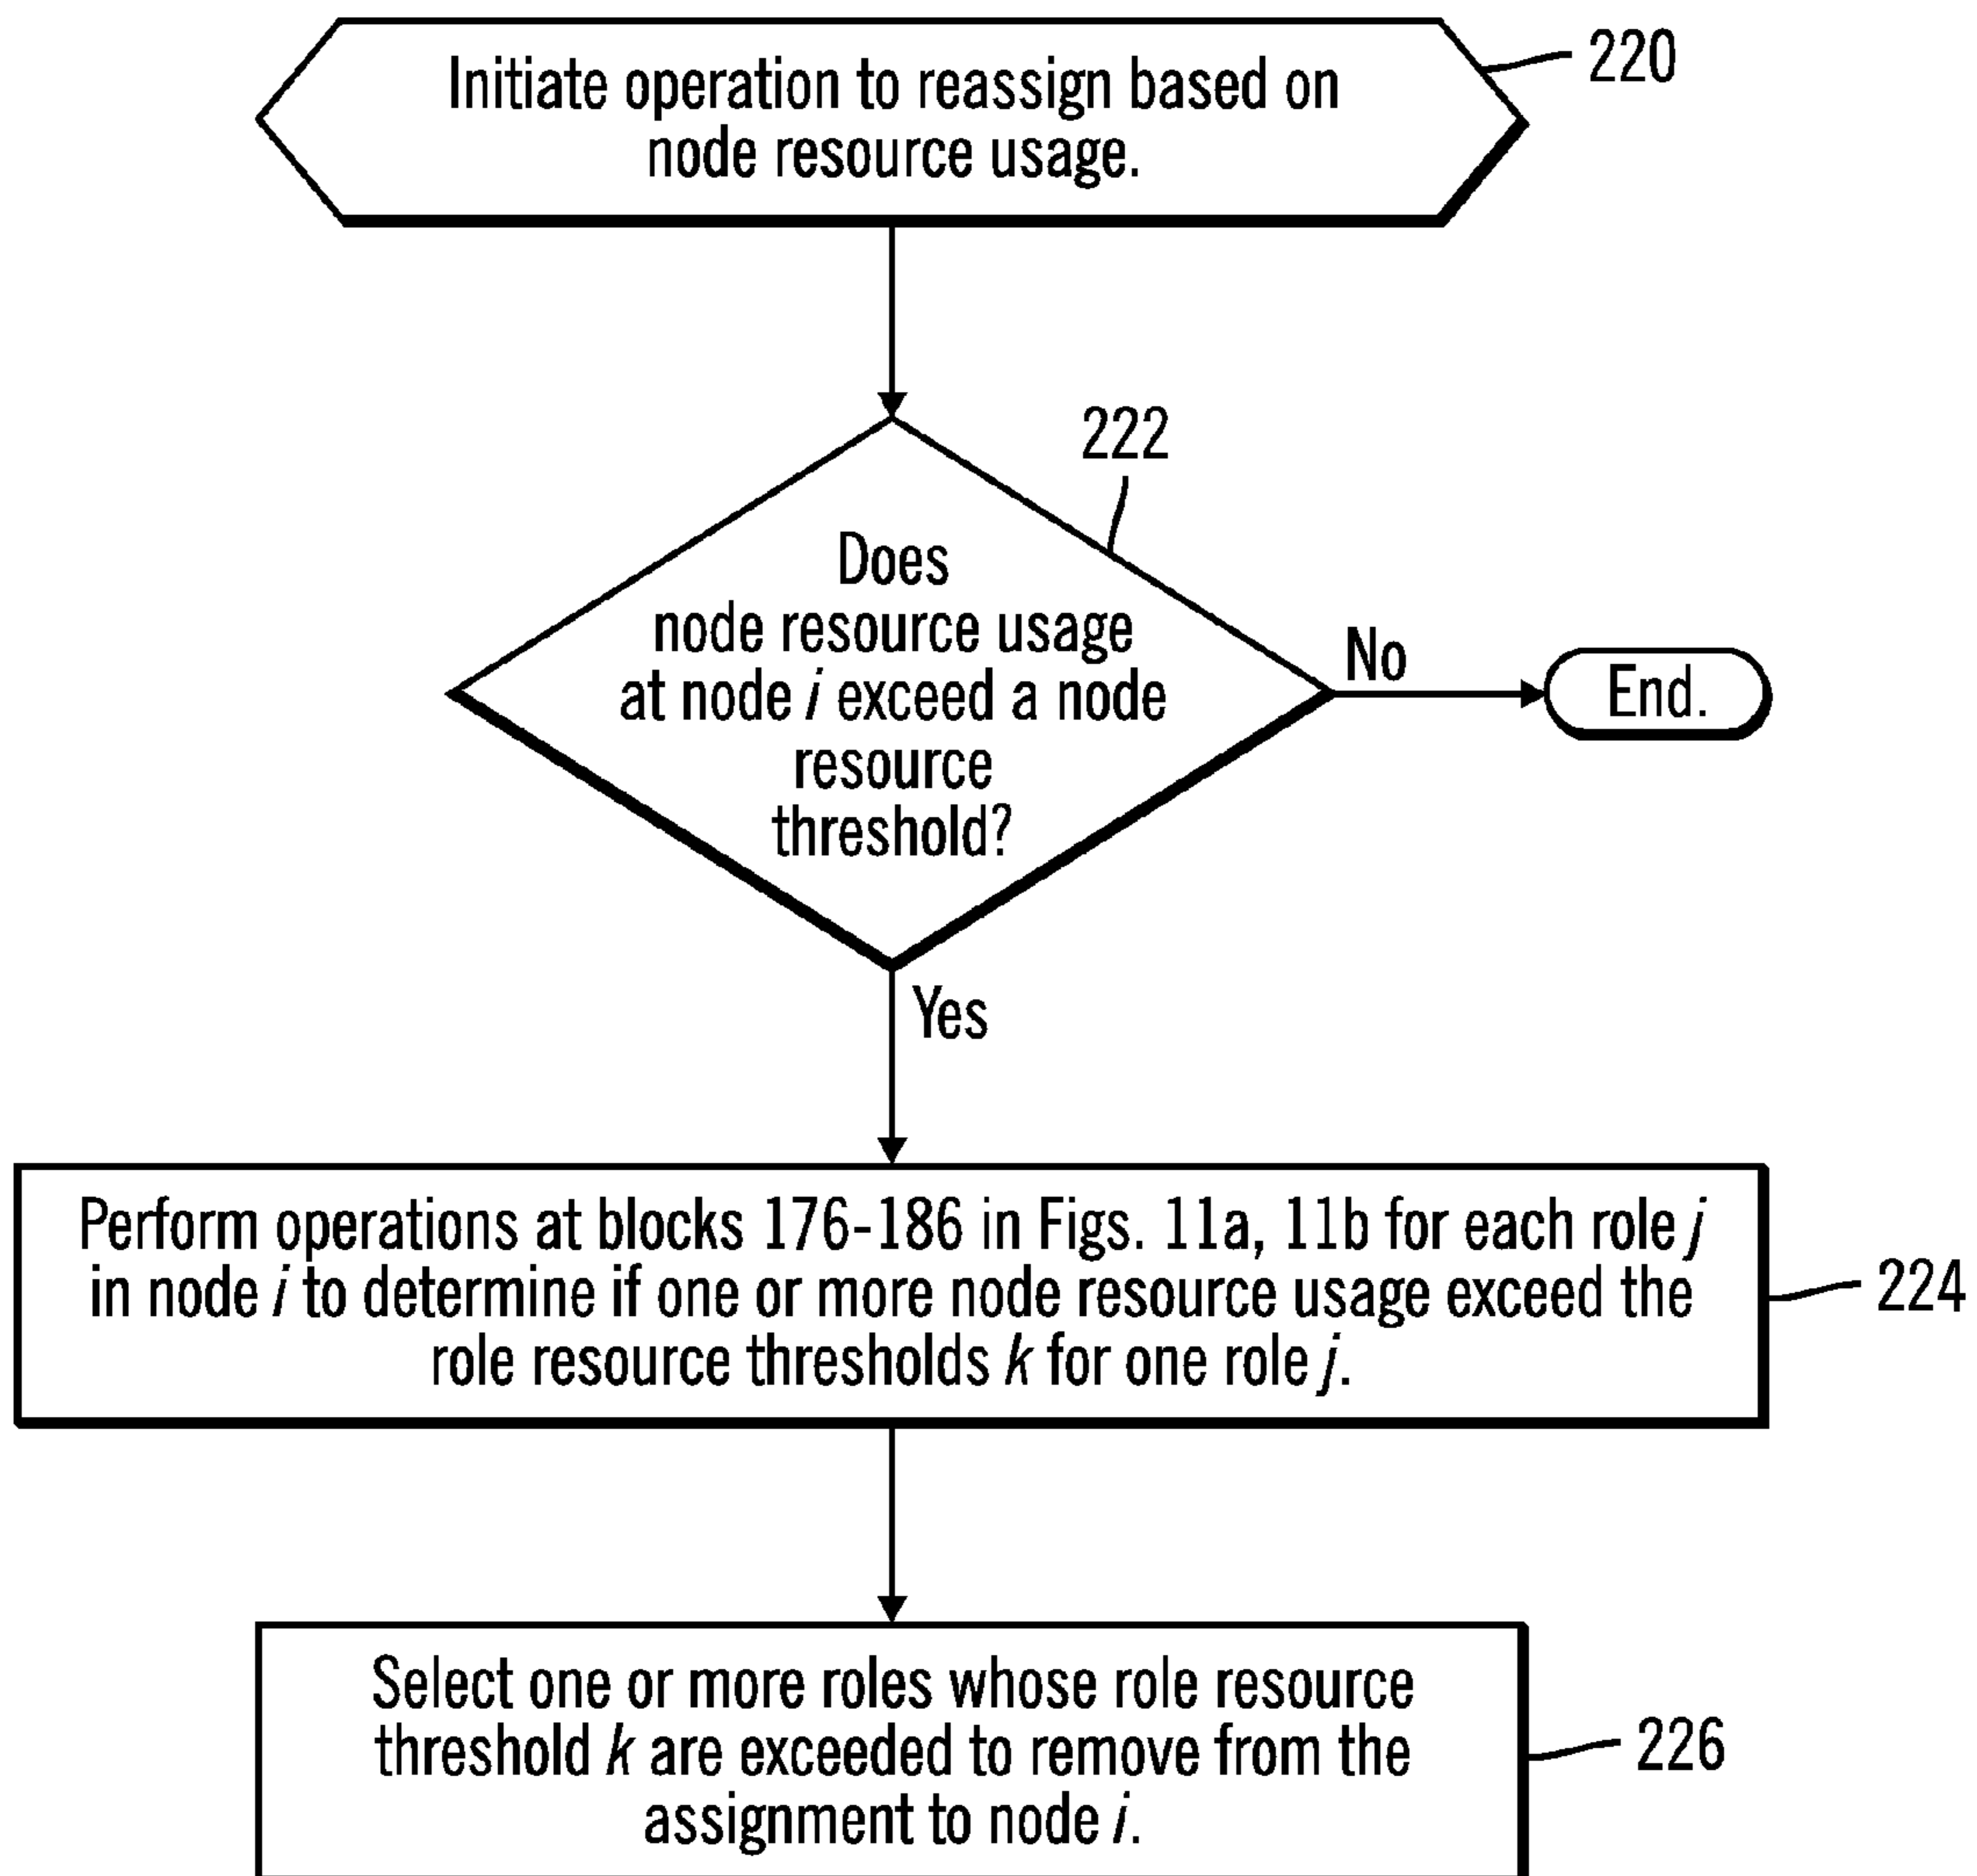 Initiate operation to reassign based on
node resource usage.
220
222
Does
node resource usage
at node i exceed a node
resource
threshold?
No
End.
Yes
Perform operations at blocks 176-186 in Figs. 11a, 11b for each role j
in node i to determine if one or more node resource usage exceed the
role resource thresholds k for one role j.
224
Select one or more roles whose role resource
threshold k are exceeded to remove from the
assignment to node i.
226